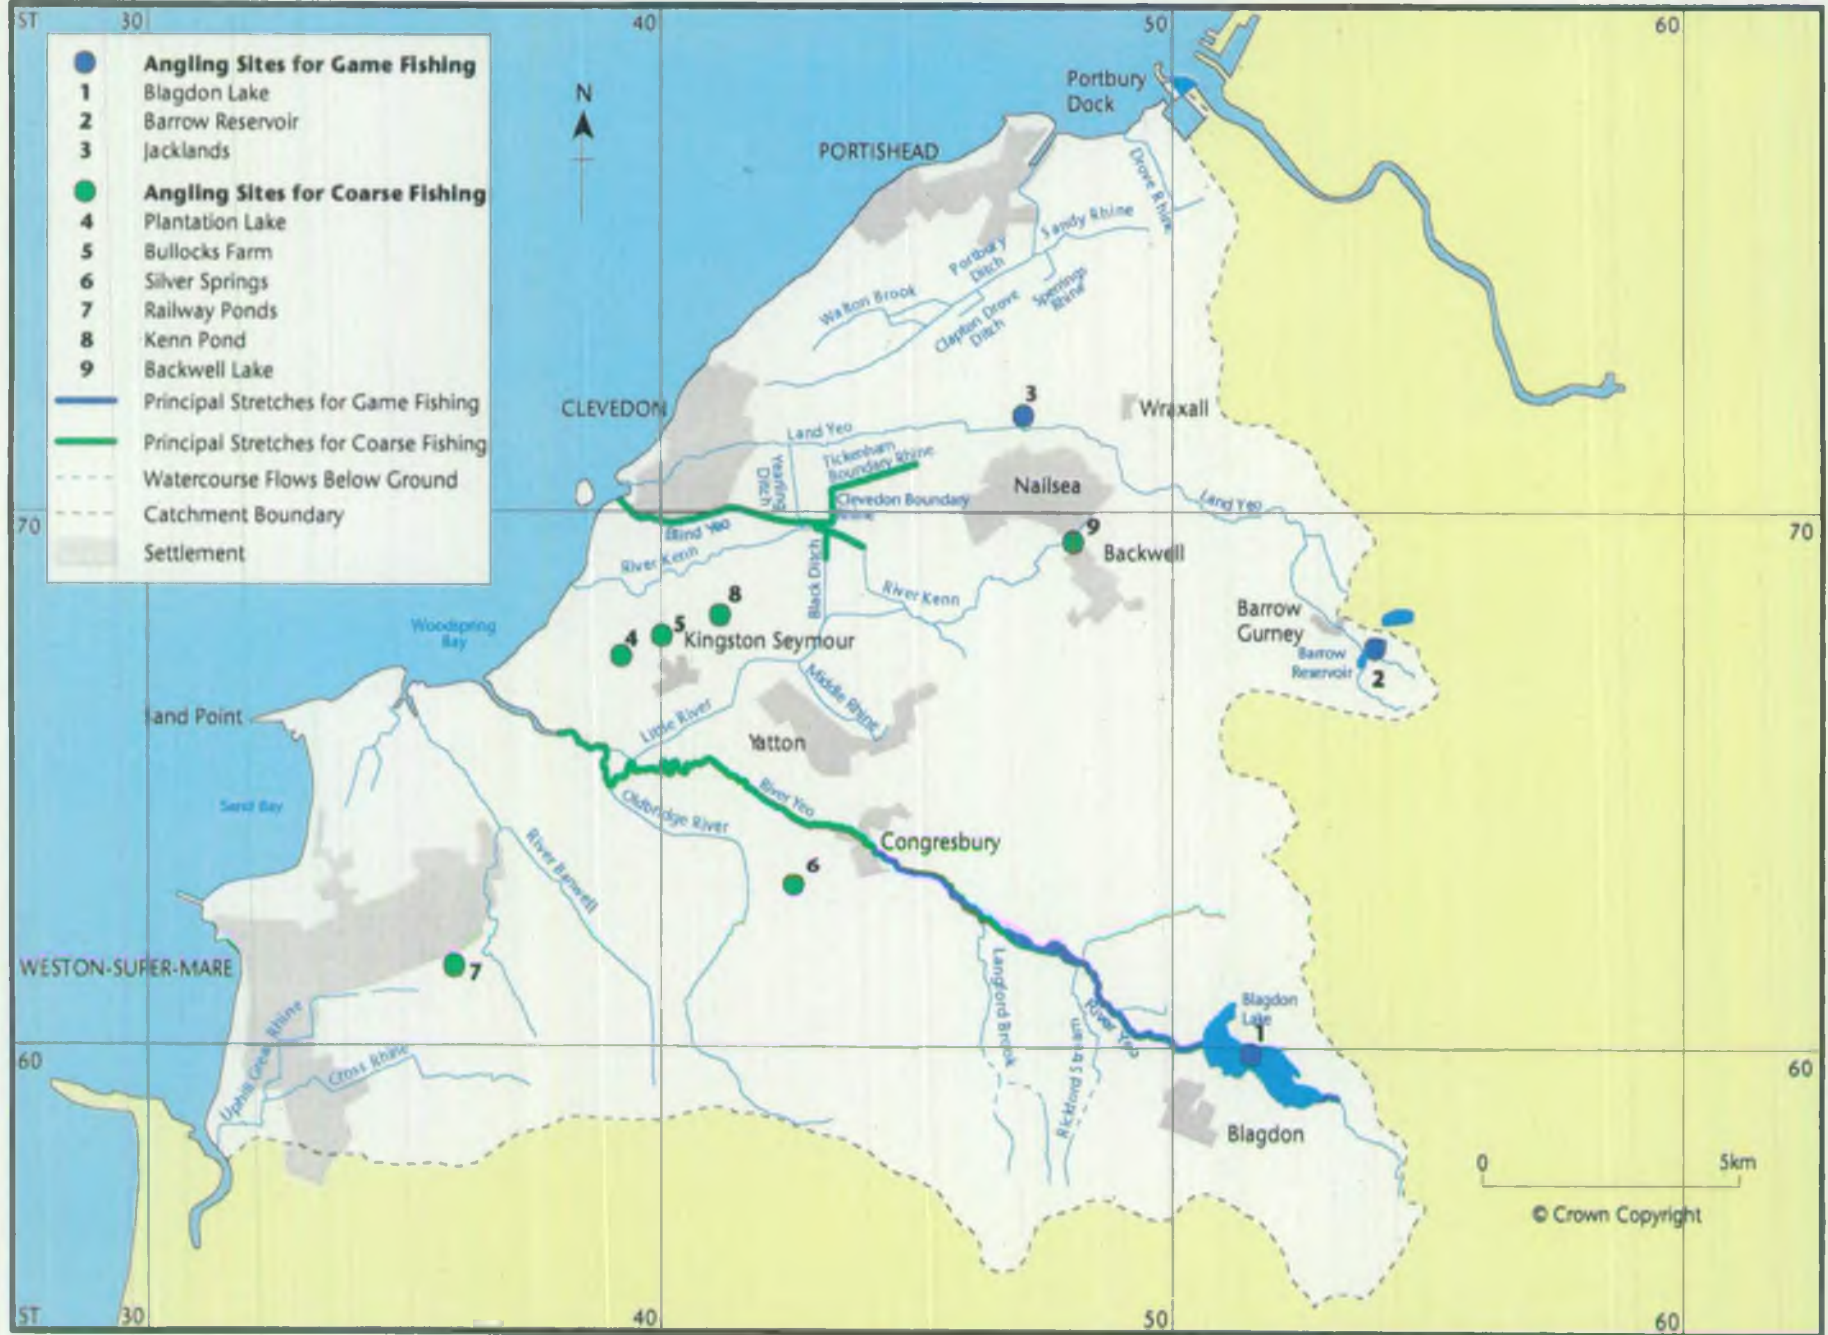 ST 30 40 50 60
Angling Sites for Game Fishing
1 Blagdon Lake
2 Barrow Reservoir
3 Jacklands
Angling Sites for Coarse Fishing
4 Plantation Lake
5 Bullocks Farm
6 Silver Springs
7 Railway Ponds
8 Kenn Pond
9 Backwell Lake
Principal Stretches for Game Fishing
Principal Stretches for Coarse Fishing
Watercourse Flows Below Ground
Catchment Boundary
Settlement
N
Portbury
Dock
PORTISHEAD
Drove Rhine
Sandy Rhine
Portbury
Ditch
Spennings
Rhine
Walton Brook
Clapton Drove
Ditch
CLEVEDON
3
Wraxall
Land Yeo
Tickenham
Boundary Rhine
Yearling
Ditch
Nailsea
Clevedon Boundary
Rhine
Land Yeo
70
70
Blind Yeo
9
Backwell
River Kenn
Black Ditch
River Kenn
8
5
4
Kingston Seymour
Woodspring
Bay
Barrow
Gurney
Barrow
Reservoir
2
Middle Rhine
Sand Point
Little River
Yatton
Sand Bay
Oldbridge River
River Yeo
Congresbury
River Banwell
6
WESTON-SUPER-MARE
7
Langford Brook
River Yeo
Rickford Stream
Blagdon
Lake
1
Uphill Great Rhine
Cross Rhine
60
60
Blagdon
0 5km
© Crown Copyright
ST 30 40 50 60